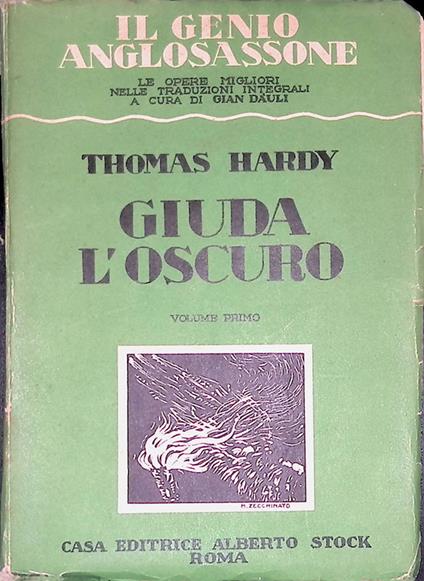 IL GENIO
ANGLOSASSONE
LE OPERE MIGLIORI
NELLE TRADUZIONI INTEGRALI
A CURA DI GIAN DÀULI
THOMAS HARDY
GIUDA
L'OSCURO
VOLUME PRIMO
M. ZECCHINATO
CASA EDITRICE ALBERTO STOCK
ROMA